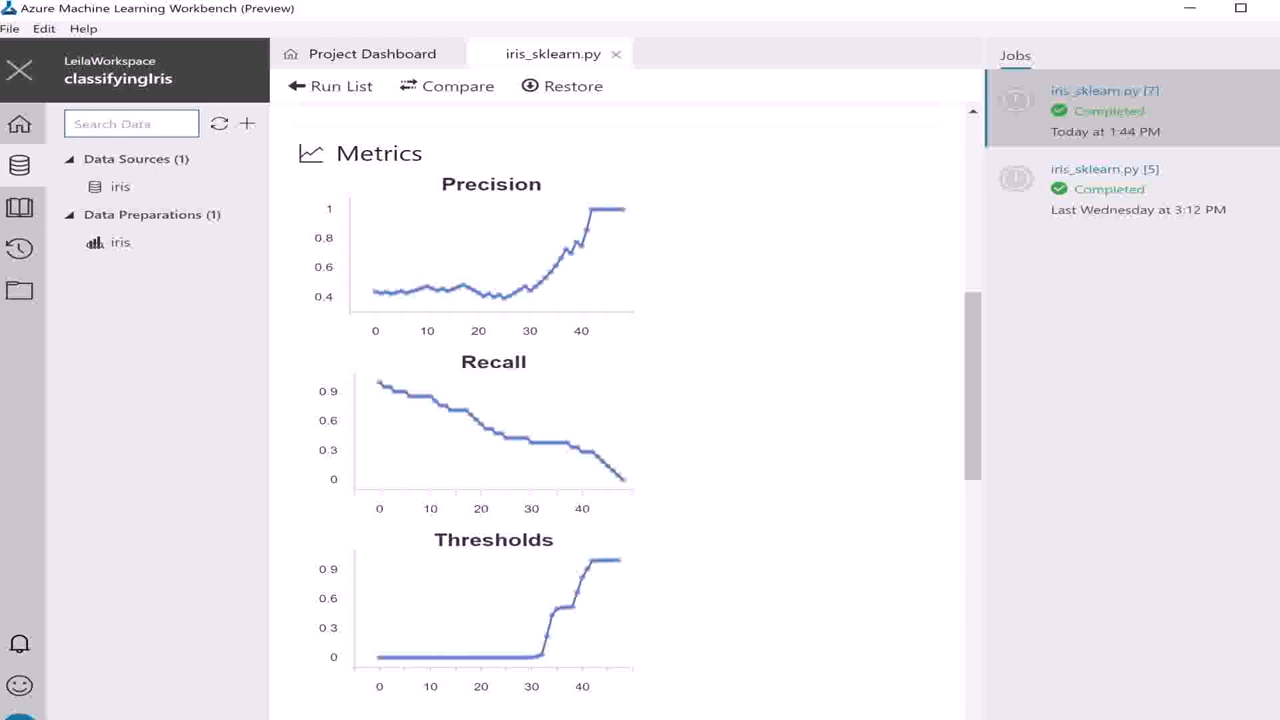 Azure Machine Learning Workbench (Preview)
File Edit Help
LeilaWorkspace
classifyingIris
Search Data
Data Sources (1)
iris
Data Preparations (1)
iris
Project Dashboard
iris_sklearn.py
Run List
Compare
Restore
Metrics
Precision
1
0.8
0.6
0.4
0 10 20 30 40
Recall
0.9
0.6
0.3
0
0 10 20 30 40
Thresholds
0.9
0.6
0.3
0
0 10 20 30 40
Jobs
iris_sklearn.py [7]
Completed
Today at 1:44 PM
iris_sklearn.py [5]
Completed
Last Wednesday at 3:12 PM